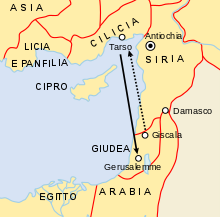 ASIA
CILICIA
LICIA
E PANFILIA
Tarso
Antiochia
SIRIA
CIPRO
Damasco
Giscala
GIUDEA
Gerusalemme
EGITTO
ARABIA